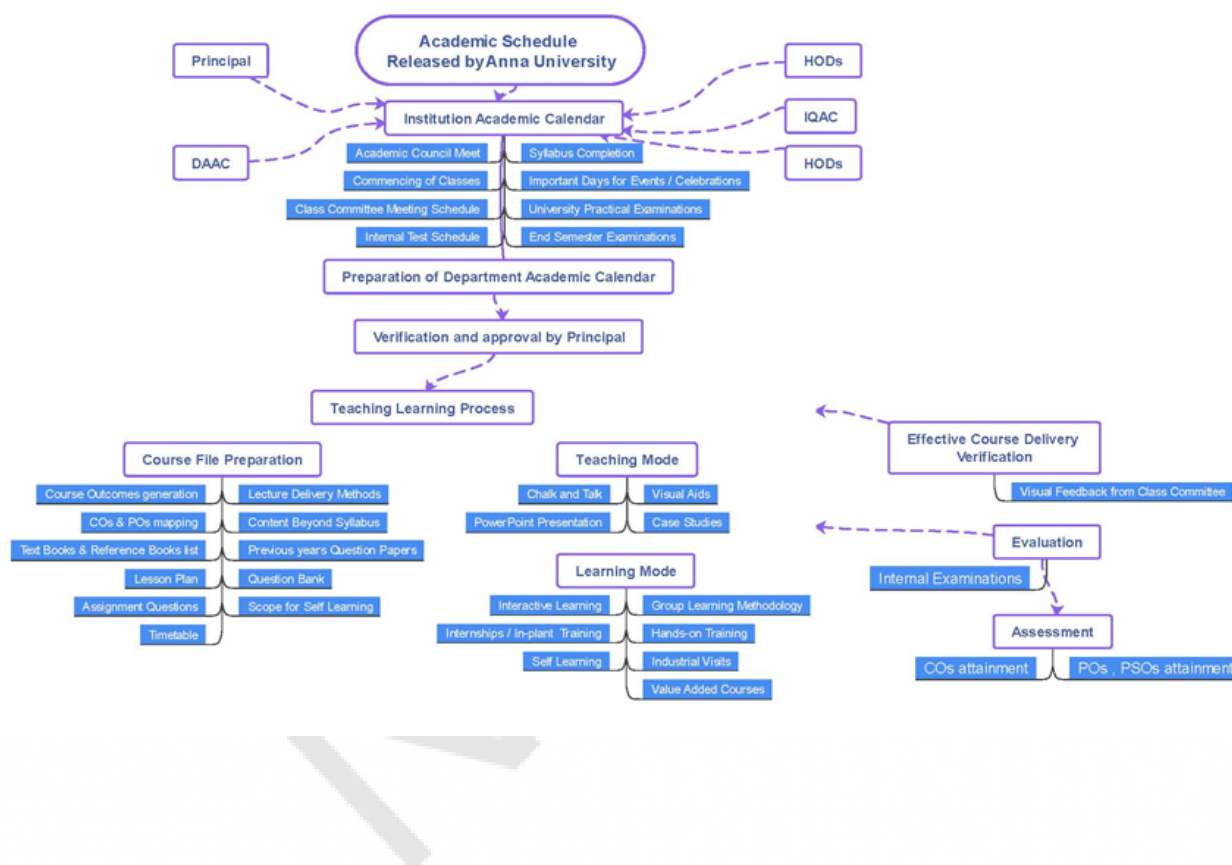 Academic Schedule
Released byAnna University
Principal
HODs
Institution Academic Calendar
IQAC
DAAC
HODs
Academic Council Meet
Syllabus Completion
Commencing of Classes
Important Days for Events / Celebrations
Class Committee Meeting Schedule
University Practical Examinations
Internal Test Schedule
End Semester Examinations
Preparation of Department Academic Calendar
Verification and approval by Principal
Teaching Learning Process
Course File Preparation
Course Outcomes generation
Lecture Delivery Methods
COs & POs mapping
Content Beyond Syllabus
Text Books & Reference Books list
Previous years Question Papers
Lesson Plan
Question Bank
Assignment Questions
Scope for Self Learning
Timetable
Teaching Mode
Chalk and Talk
Visual Aids
PowerPoint Presentation
Case Studies
Learning Mode
Interactive Learning
Group Learning Methodology
Internships / In-plant Training
Hands-on Training
Self Learning
Industrial Visits
Value Added Courses
Effective Course Delivery
Verification
Visual Feedback from Class Committee
Evaluation
Internal Examinations
Assessment
COs attainment
POs , PSOs attainment